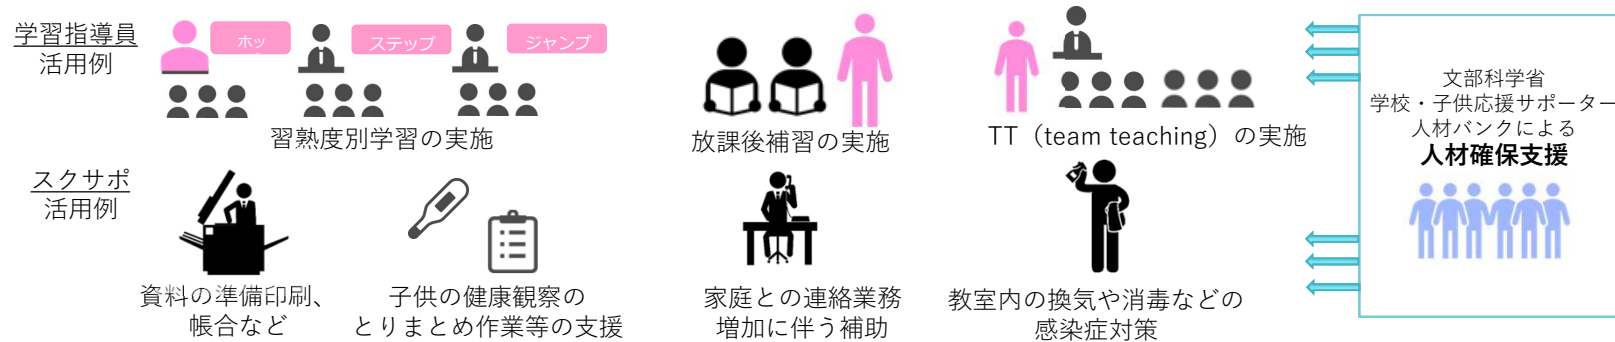 学習指導員
活用例
ホッ
ステップ
ジャンプ
習熟度別学習の実施
放課後補習の実施
TT（team teaching）の実施
スクサポ
活用例
資料の準備印刷、
帳合など
子供の健康観察の
とりまとめ作業等の支援
家庭との連絡業務
増加に伴う補助
教室内の換気や消毒などの
感染症対策
文部科学省
学校・子供応援サポーター
人材バンクによる
人材確保支援